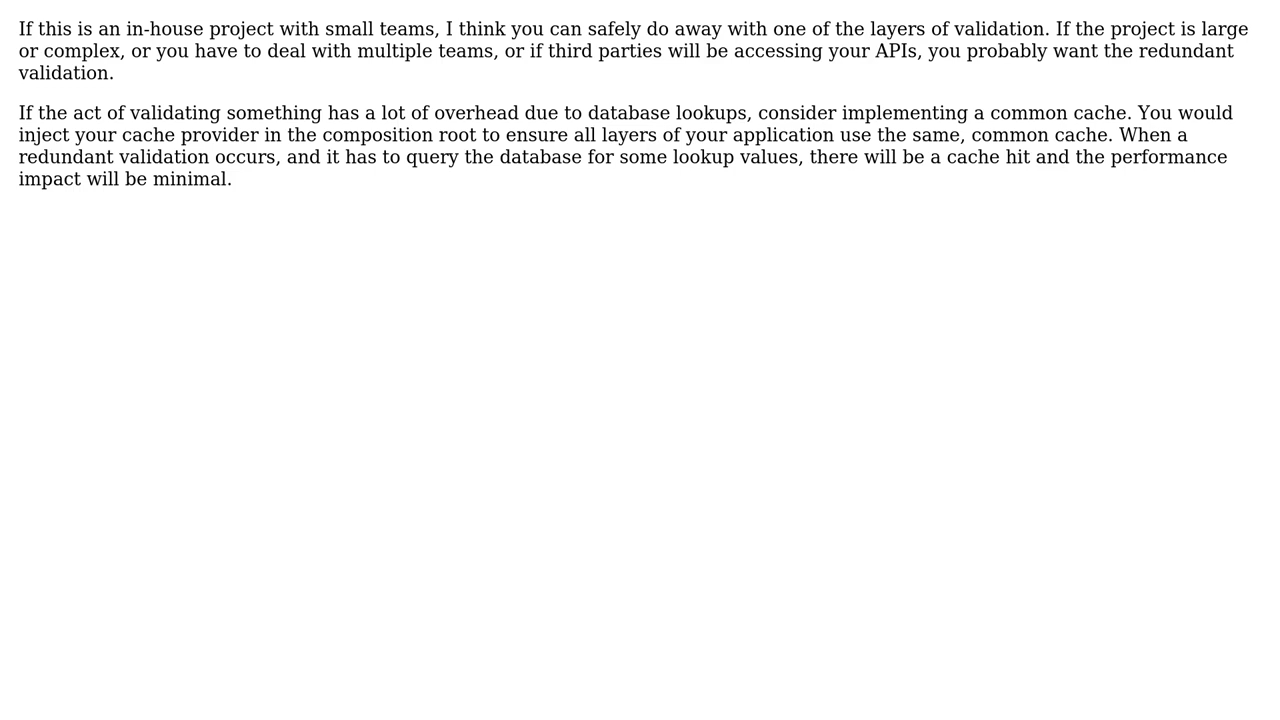 If this is an in-house project with small teams, I think you can safely do away with one of the layers of validation. If the project is large
or complex, or you have to deal with multiple teams, or if third parties will be accessing your APIs, you probably want the redundant
validation.
If the act of validating something has a lot of overhead due to database lookups, consider implementing a common cache. You would
inject your cache provider in the composition root to ensure all layers of your application use the same, common cache. When a
redundant validation occurs, and it has to query the database for some lookup values, there will be a cache hit and the performance
impact will be minimal.